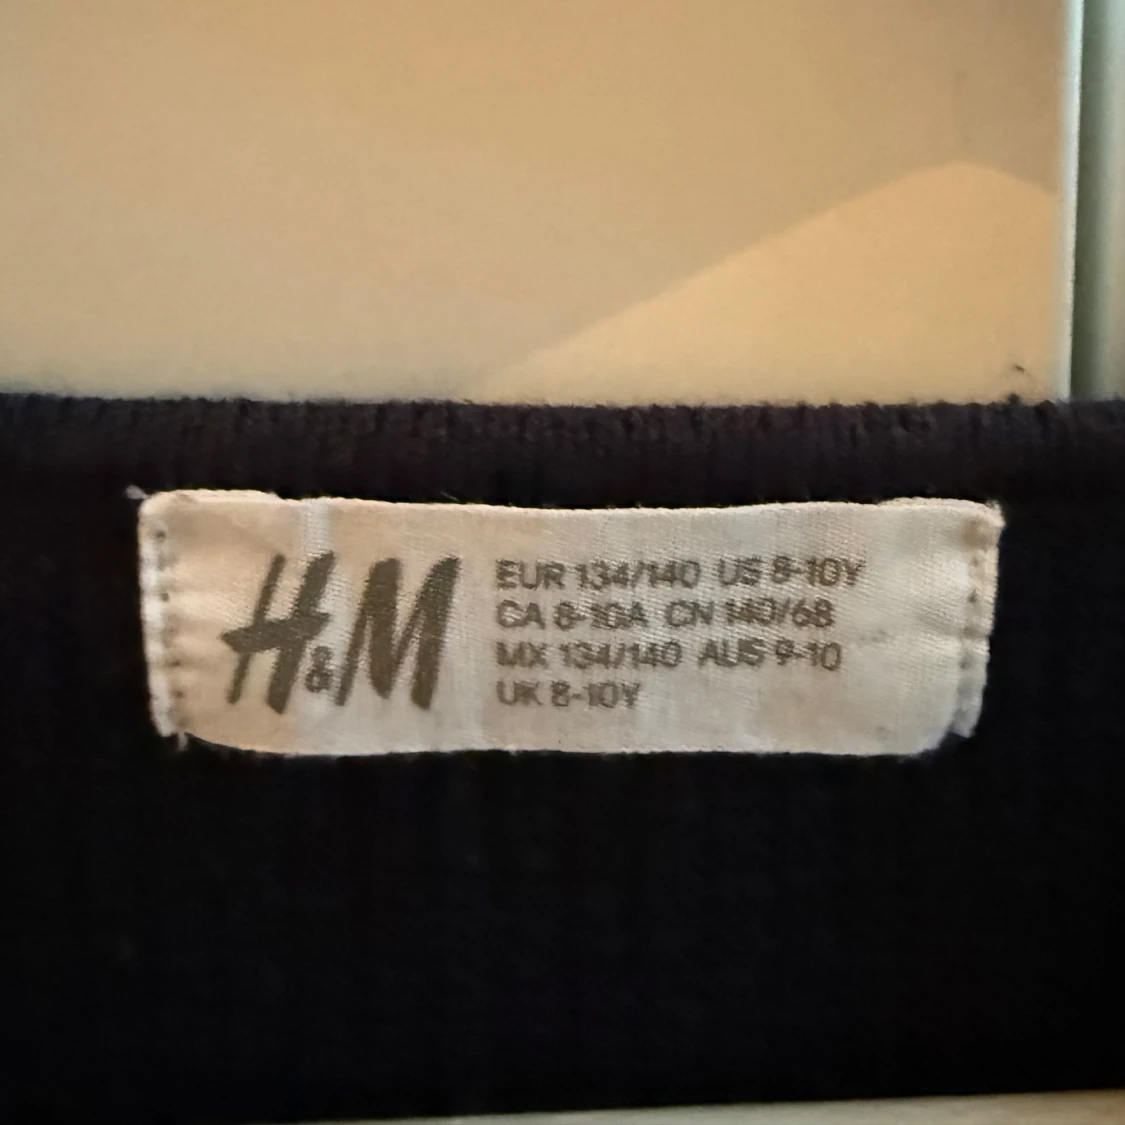 H&M
EUR 134/140 US 8-10Y
CA 8-10A CN 140/68
MX 134/140 AUS 9-10
UK 8-10Y